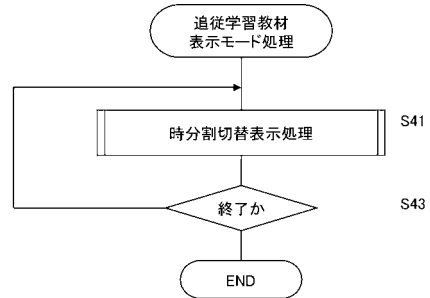 追従学習教材
表示モード処理
時分割切替表示処理
S41
終了か
S43
END